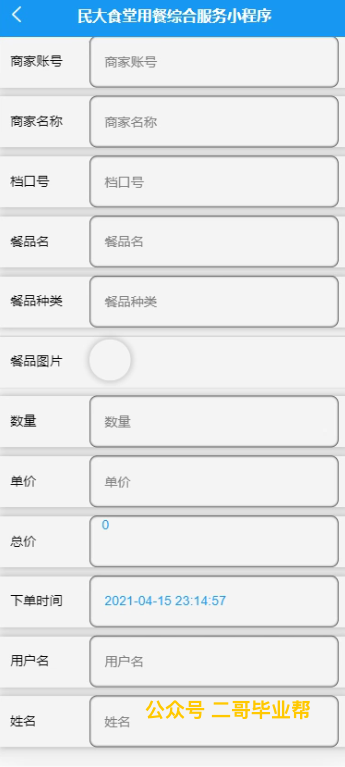 民大食堂用餐综合服务小程序
商家账号 商家账号
商家名称 商家名称
档口号 档口号
餐品名 餐品名
餐品种类 餐品种类
餐品图片
数量 数量
单价 单价
总价 0
下单时间 2021-04-15 23:14:57
用户名 用户名
姓名 姓名
公众号 二哥毕业帮